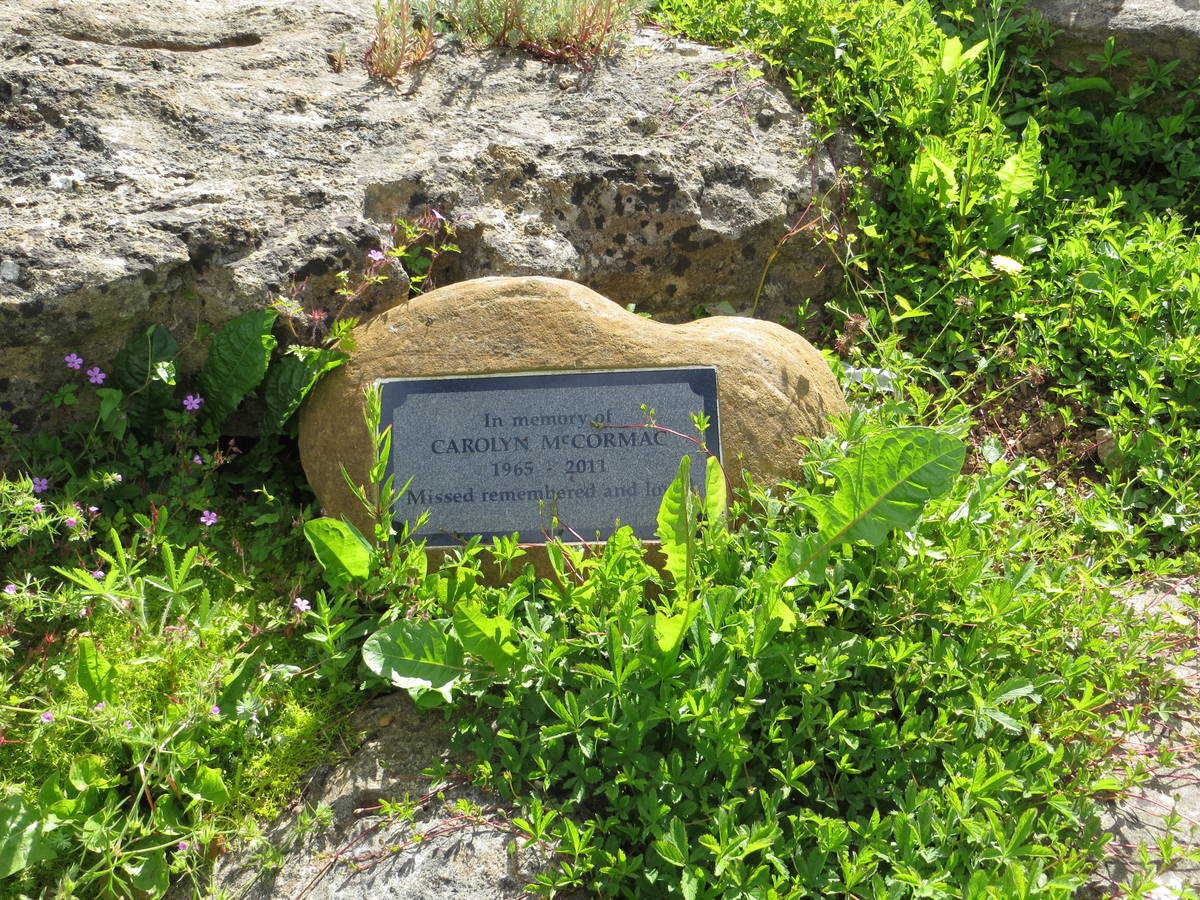 In memory of
CAROLYN McCORMAC
1965 - 2011
Missed remembered and